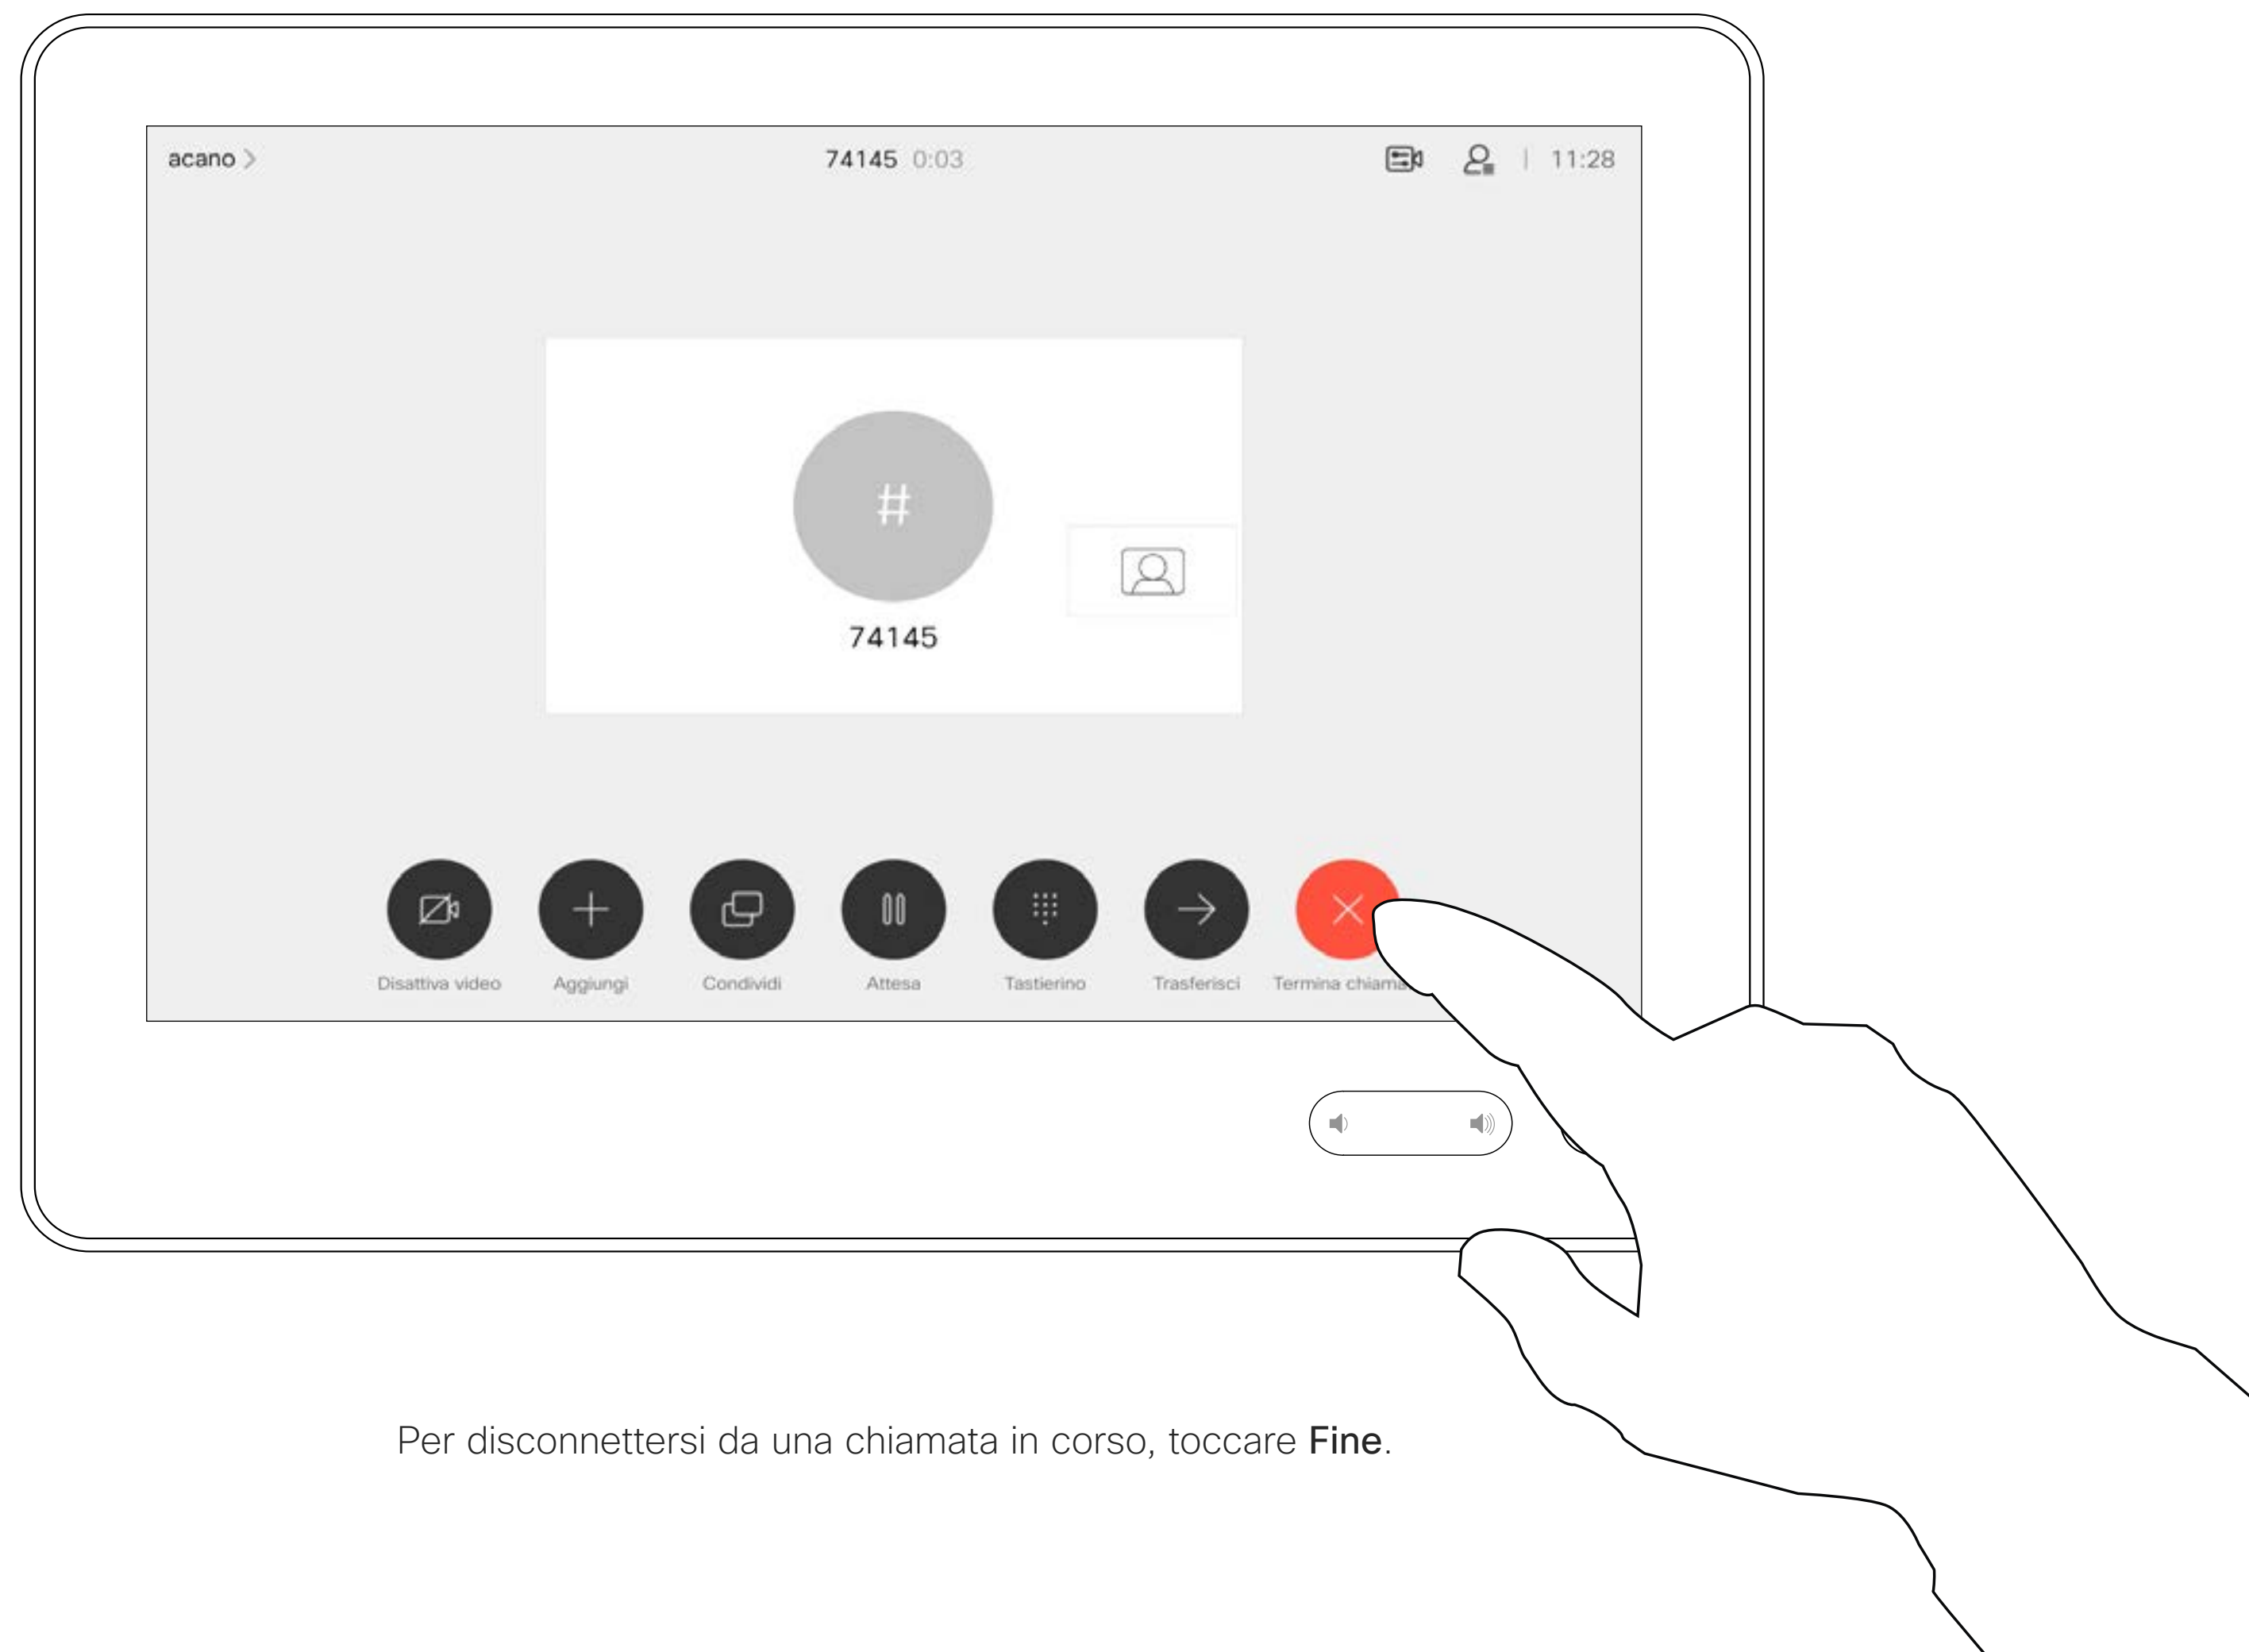 acano
74145 0:03
11:28
#
74145
Disattiva video
Aggiungi
Condividi
Attesa
Tastierino
Trasferisci
Termina
Per disconnettersi da una chiamata in corso, toccare Fine.